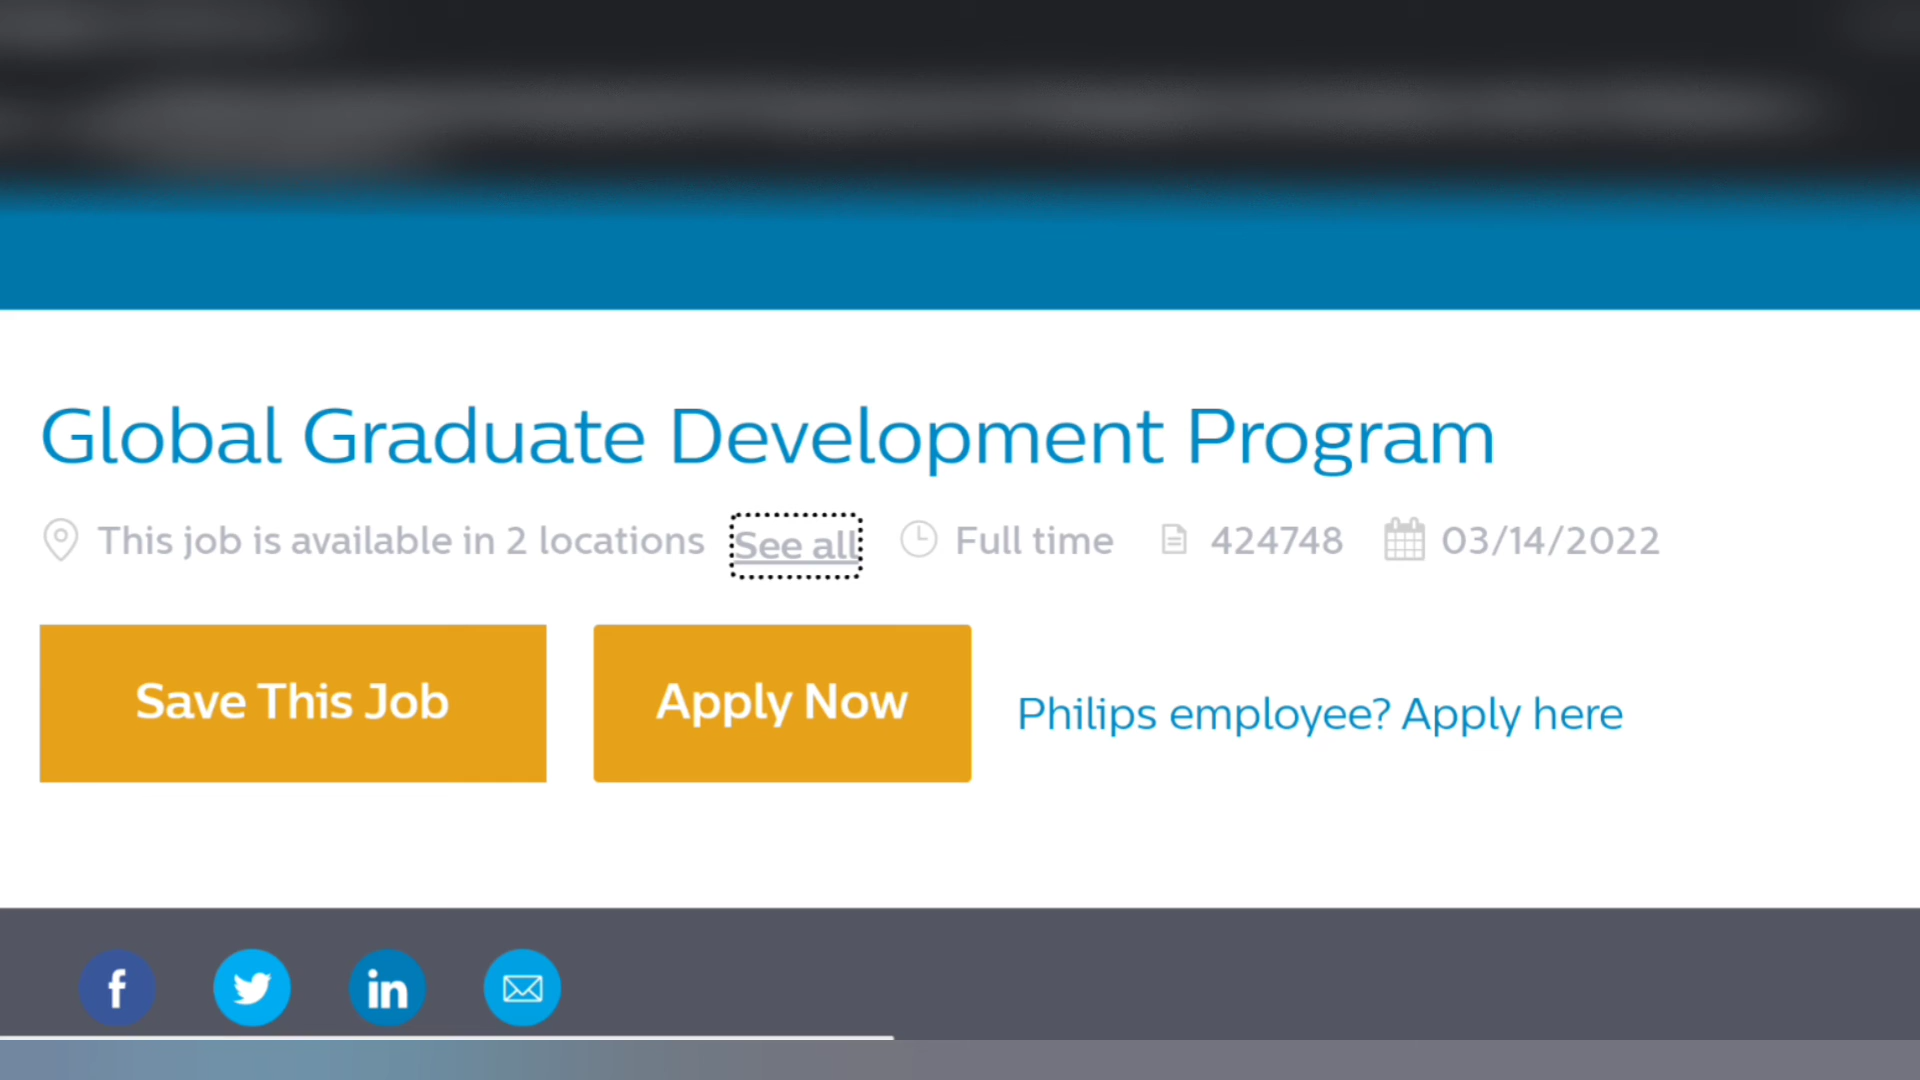 Global Graduate Development Program
This job is available in 2 locations See all Full time 424748 03/14/2022
Save This Job Apply Now Philips employee? Apply here
f in